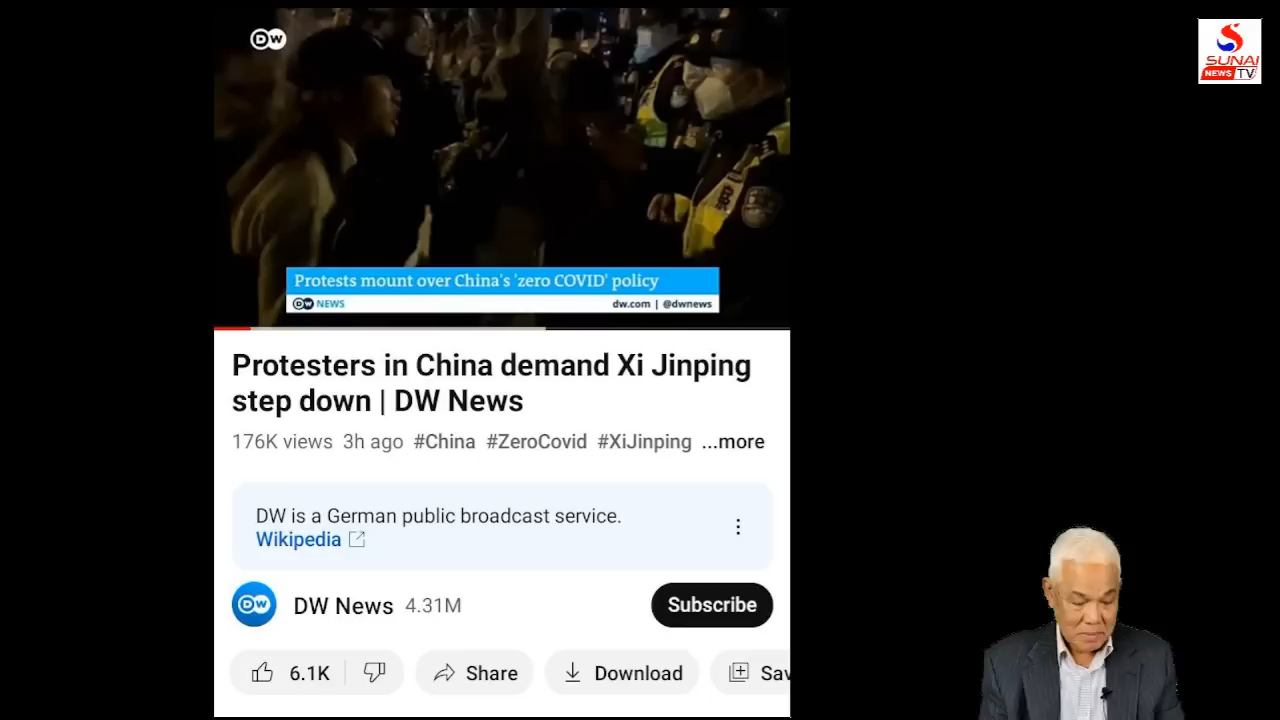 DW
SUNAI
NEWS TV
Protests mount over China's 'zero COVID' policy
DW NEWS
dw.com | @dwnews
Protesters in China demand Xi Jinping
step down | DW News
176K views 3h ago #China #ZeroCovid #XiJinping ...more
DW is a German public broadcast service.
Wikipedia
DW
DW News 4.31M
Subscribe
6.1K
Share
Download
Sav